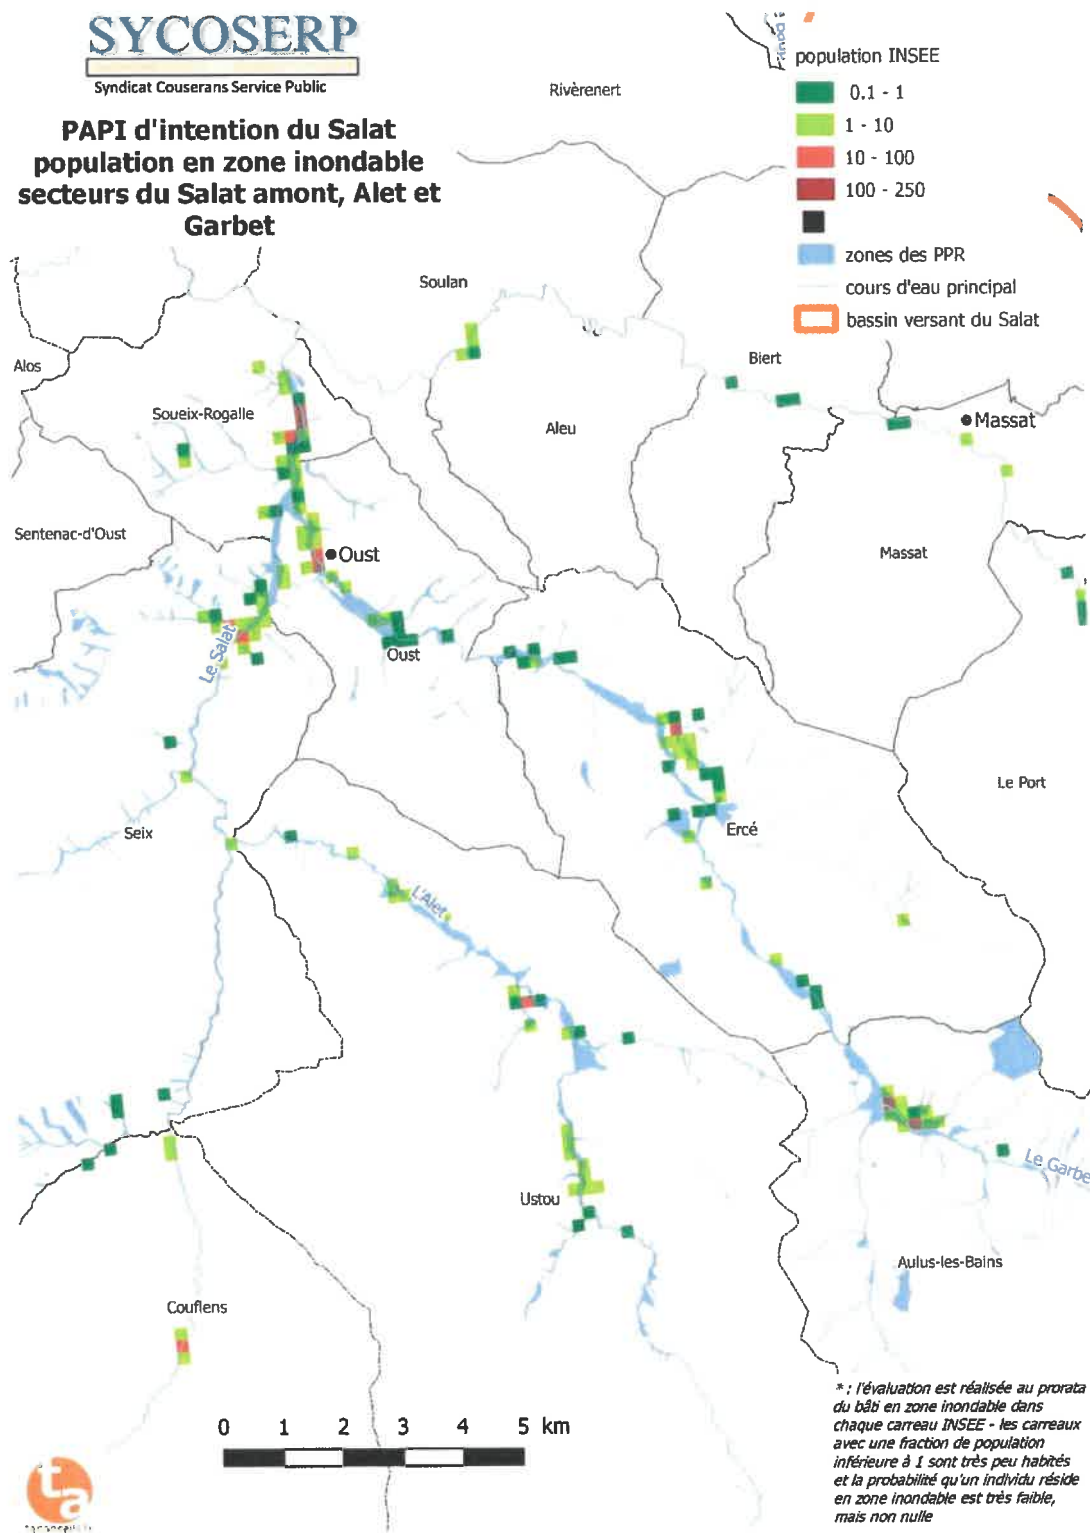 SYCOSERP
Syndicat Couserans Service Public
PAPI d'intention du Salat
population en zone inondable
secteurs du Salat amont, Alet et
Garbet
population INSEE
0.1 - 1
1 - 10
10 - 100
100 - 250
zones des PPR
cours d'eau principal
bassin versant du Salat
Rivèrenert
Soulan
Alos
Biert
Soueix-Rogalle
Aleu
Massat
Sentenac-d'Oust
Oust
Massat
Le Salat
Oust
Le Port
Seix
Ercé
L'Alet
Le Garbe
Ustou
Aulus-les-Bains
Couflens
* : l'évaluation est réalisée au prorata
du bâti en zone inondable dans
chaque carreau INSEE - les carreaux
avec une fraction de population
inférieure à 1 sont très peu habités
et la probabilité qu'un individu réside
en zone inondable est très faible,
mais non nulle
0 1 2 3 4 5 km
ta